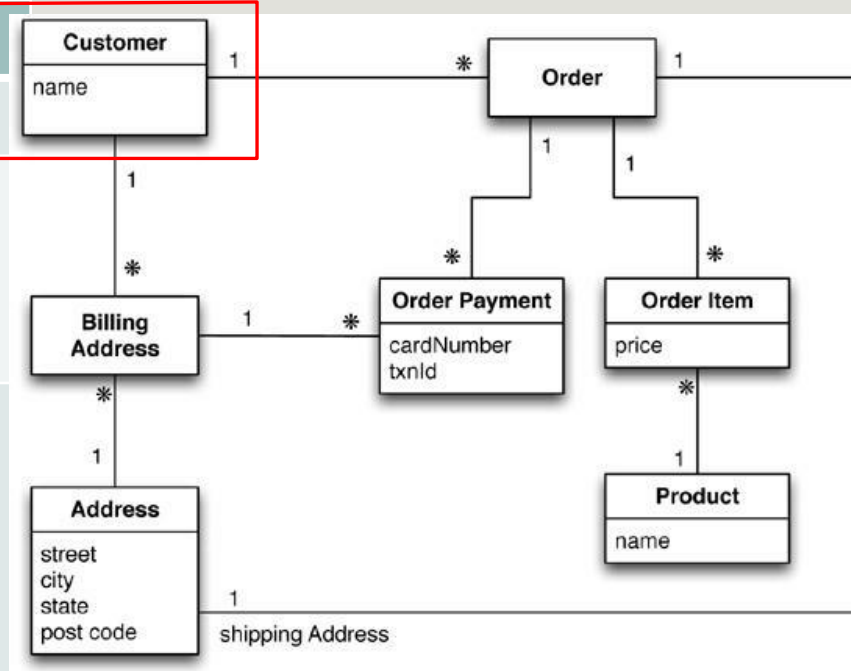 Customer
name
1
*
Order
1
1
*
1
*
1
*
Billing
Address
1
*
Order Payment
cardNumber
txnId
Order Item
price
*
1
*
1
Product
name
Address
street
city
state
post code
1
shipping Address